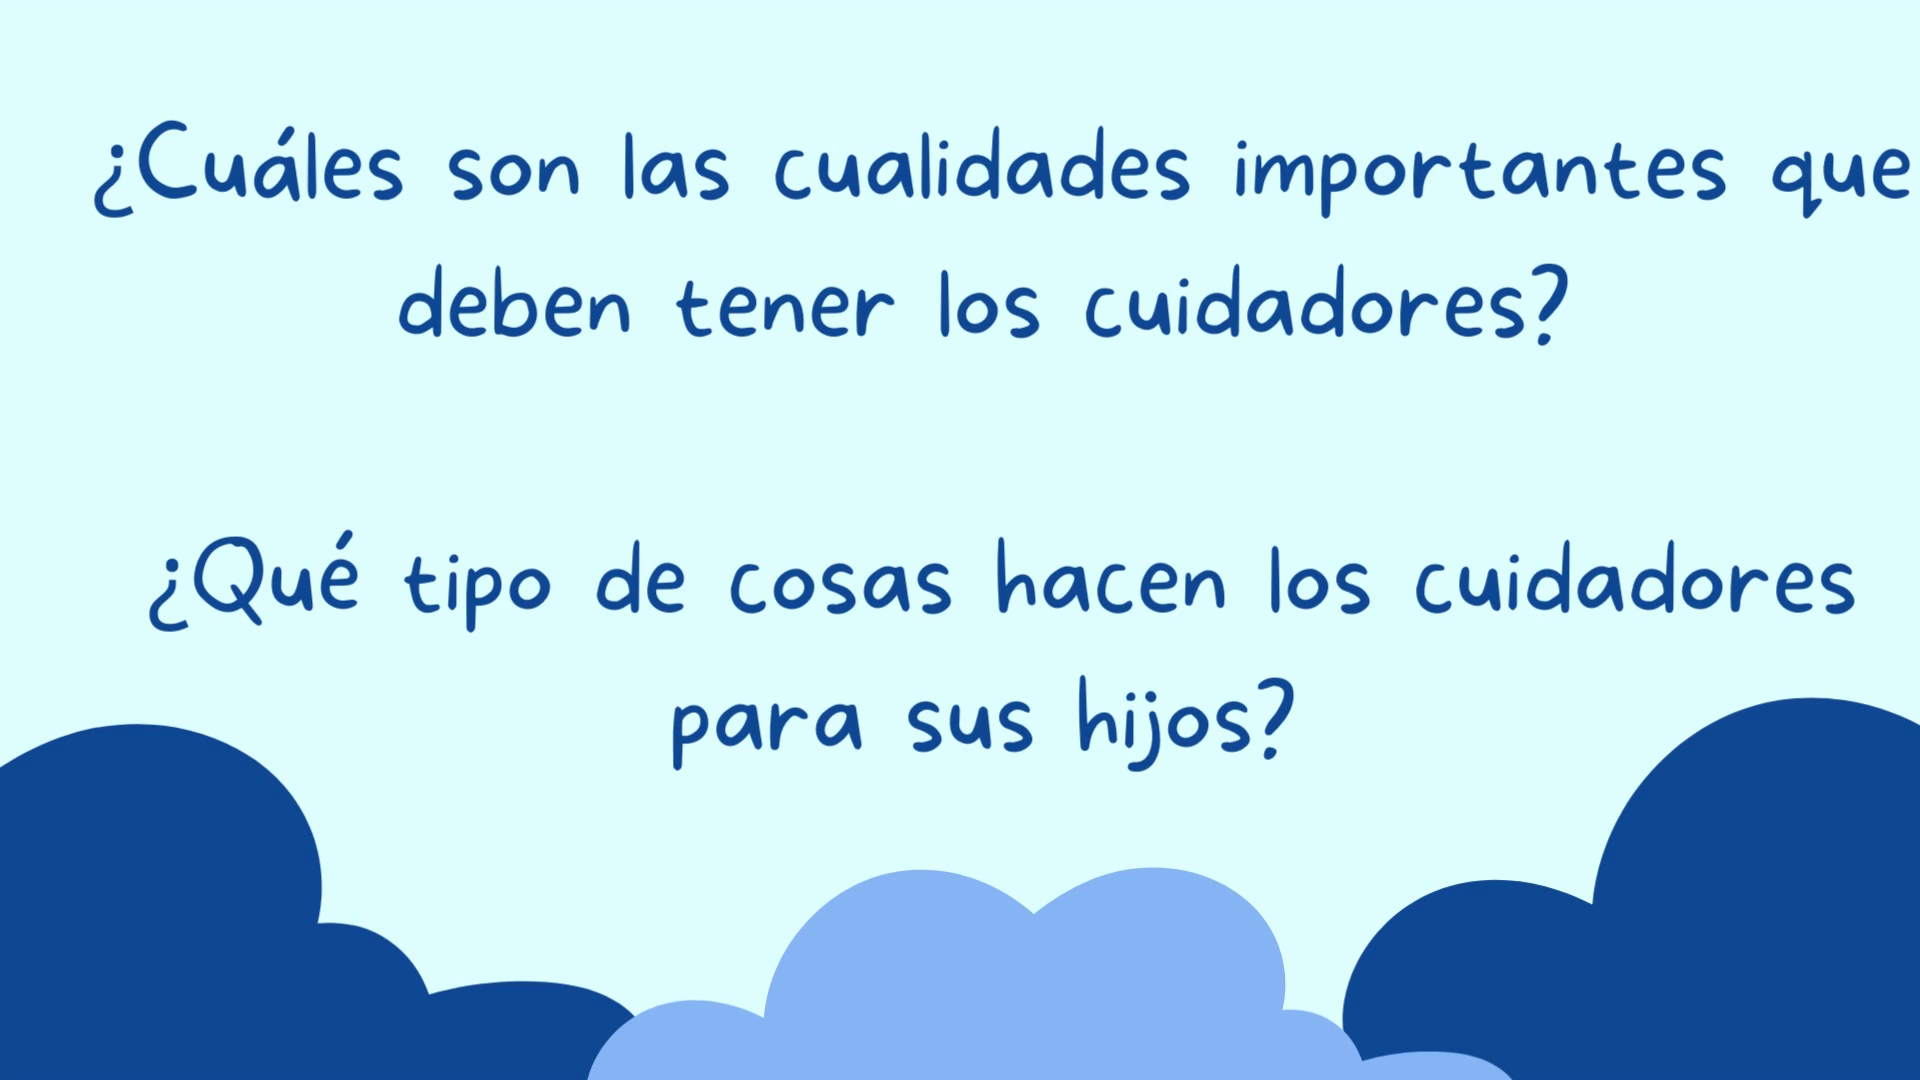 ¿Cuáles son las cualidades importantes que
deben tener los cuidadores?
¿Qué tipo de cosas hacen los cuidadores
para sus hijos?